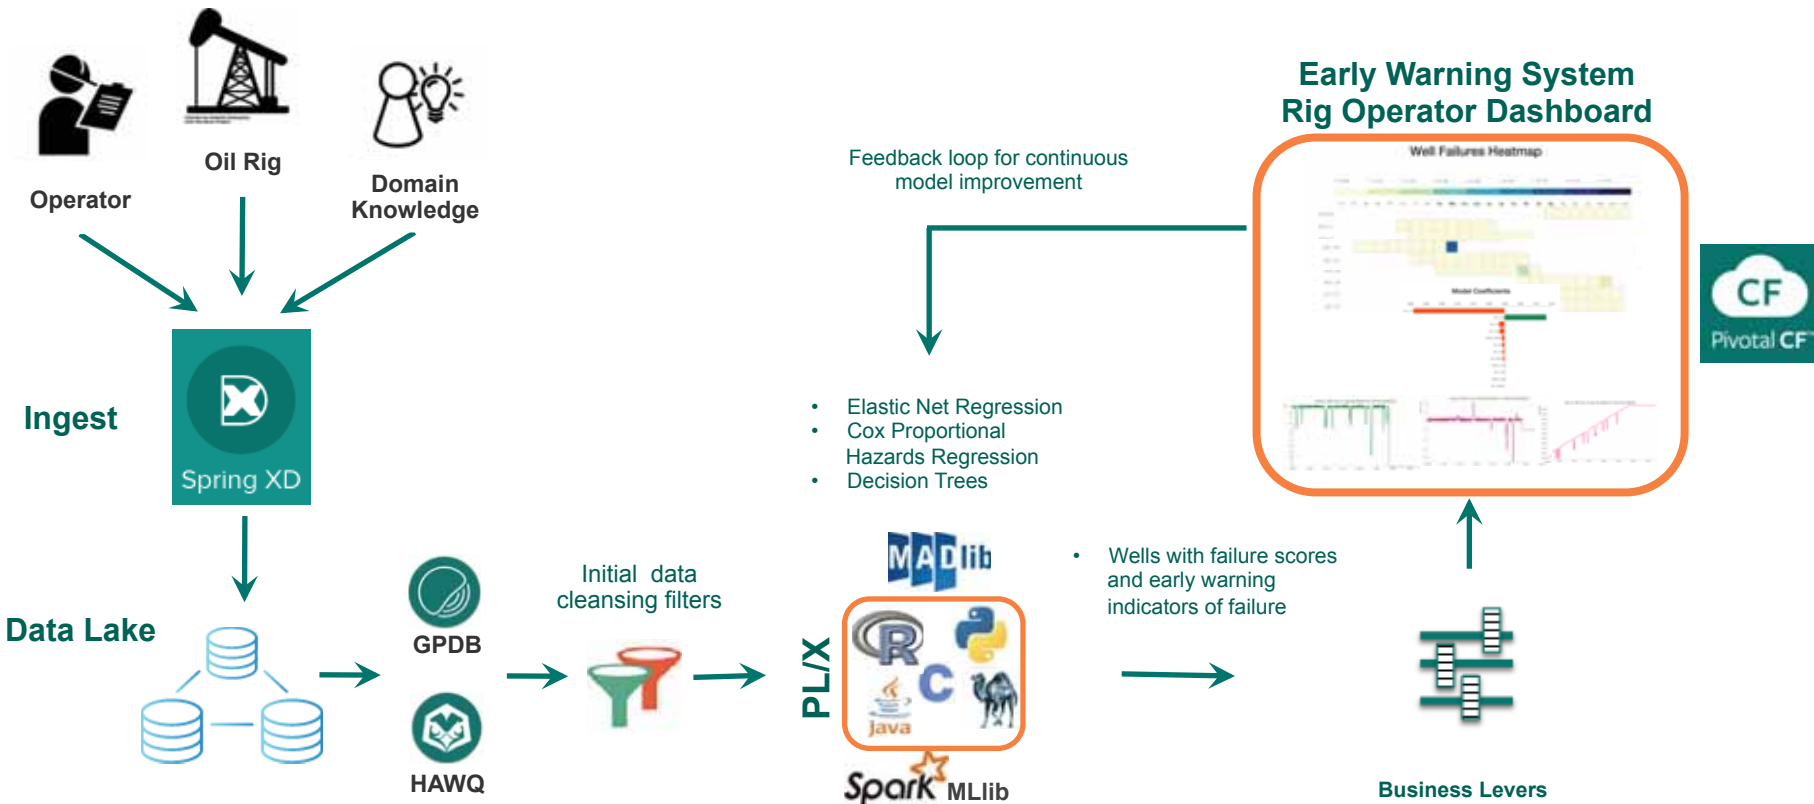 Operator
Oil Rig
Domain
Knowledge
Ingest
Spring XD
Data Lake
GPDB
HAWQ
Initial data
cleansing filters
Feedback loop for continuous
model improvement
• Elastic Net Regression
• Cox Proportional
Hazards Regression
• Decision Trees
MADlib
PL/X
R
C
java
Spark MLlib
• Wells with failure scores
and early warning
indicators of failure
Business Levers
Early Warning System
Rig Operator Dashboard
Well Failures Heatmap
Model Coefficients
CF
Pivotal CF™